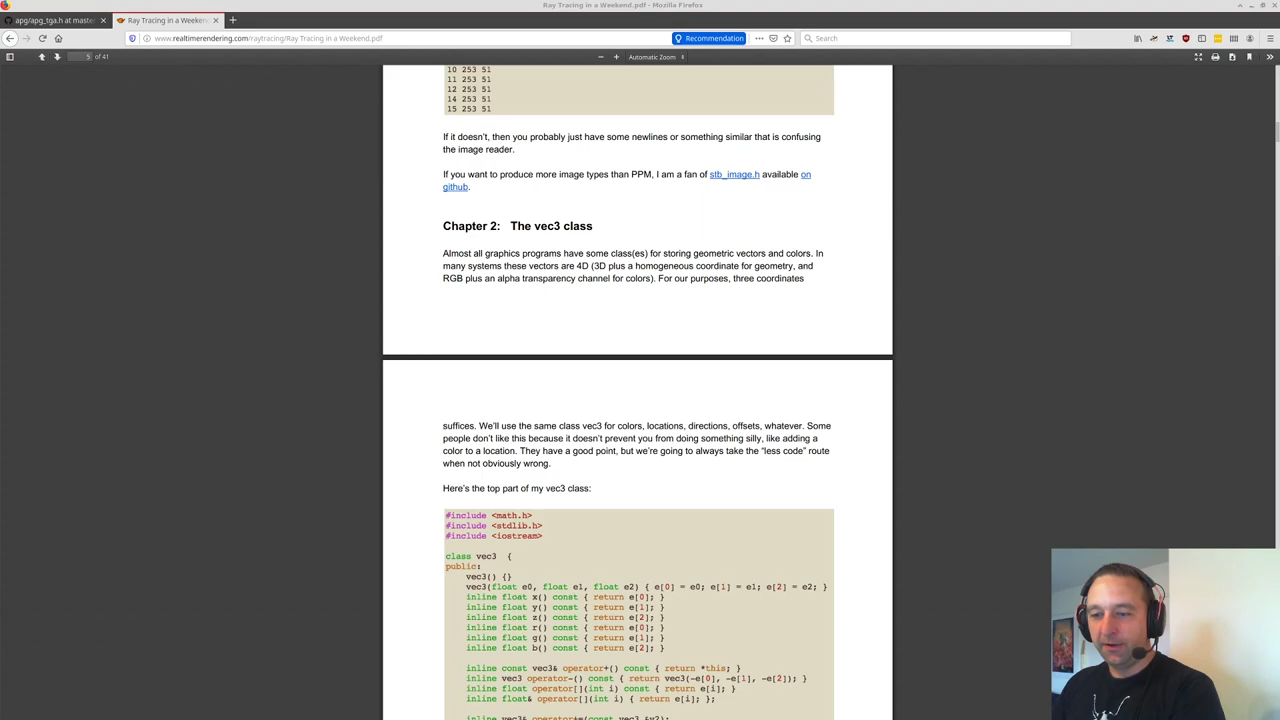 Ray Tracing in a Weekend.pdf - Mozilla Firefox
apg/apg_tga.h at master
Ray Tracing in a Weekend
www.realtimerendering.com/raytracing/Ray Tracing in a Weekend.pdf
Recommendation
Search
5 of 41
Automatic Zoom
10 253 51
11 253 51
12 253 51
14 253 51
15 253 51
If it doesn't, then you probably just have some newlines or something similar that is confusing
the image reader.
If you want to produce more image types than PPM, I am a fan of stb_image.h available on
github.
Chapter 2: The vec3 class
Almost all graphics programs have some class(es) for storing geometric vectors and colors. In
many systems these vectors are 4D (3D plus a homogeneous coordinate for geometry, and
RGB plus an alpha transparency channel for colors). For our purposes, three coordinates
suffices. We'll use the same class vec3 for colors, locations, directions, offsets, whatever. Some
people don't like this because it doesn't prevent you from doing something silly, like adding a
color to a location. They have a good point, but we're going to always take the “less code” route
when not obviously wrong.
Here's the top part of my vec3 class:
#include <math.h>
#include <stdlib.h>
#include <iostream>
class vec3 {
public:
vec3() {}
vec3(float e0, float e1, float e2) { e[0] = e0; e[1] = e1; e[2] = e2; }
inline float x() const { return e[0]; }
inline float y() const { return e[1]; }
inline float z() const { return e[2]; }
inline float r() const { return e[0]; }
inline float g() const { return e[1]; }
inline float b() const { return e[2]; }
inline const vec3& operator+() const { return *this; }
inline vec3 operator-() const { return vec3(-e[0], -e[1], -e[2]); }
inline float operator[](int i) const { return e[i]; }
inline float& operator[](int i) { return e[i]; };
inline vec3& operator+=(const vec3 &v2);